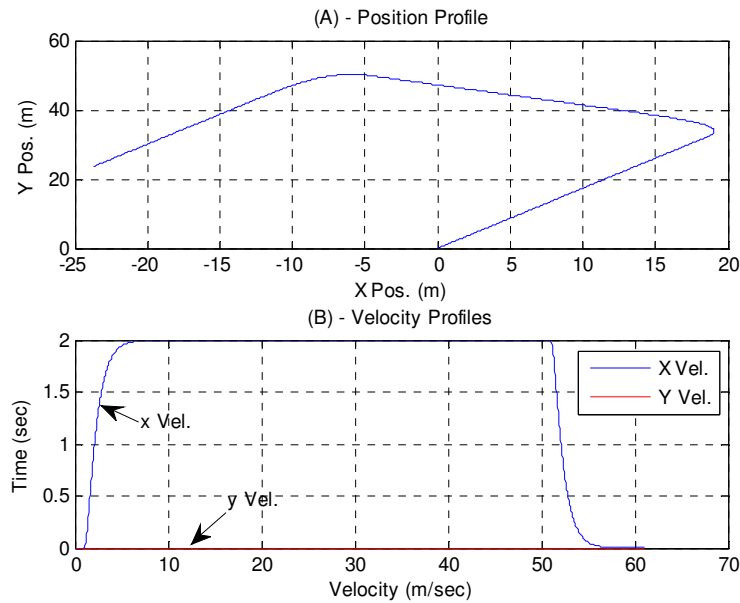 (A) - Position Profile
60
40
20
0
Y Pos. (m)
-25 -20 -15 -10 -5 0 5 10 15 20
X Pos. (m)
(B) - Velocity Profiles
2
1.5
1
0.5
0
Time (sec)
X Vel.
Y Vel.
x Vel.
y Vel.
0 10 20 30 40 50 60 70
Velocity (m/sec)